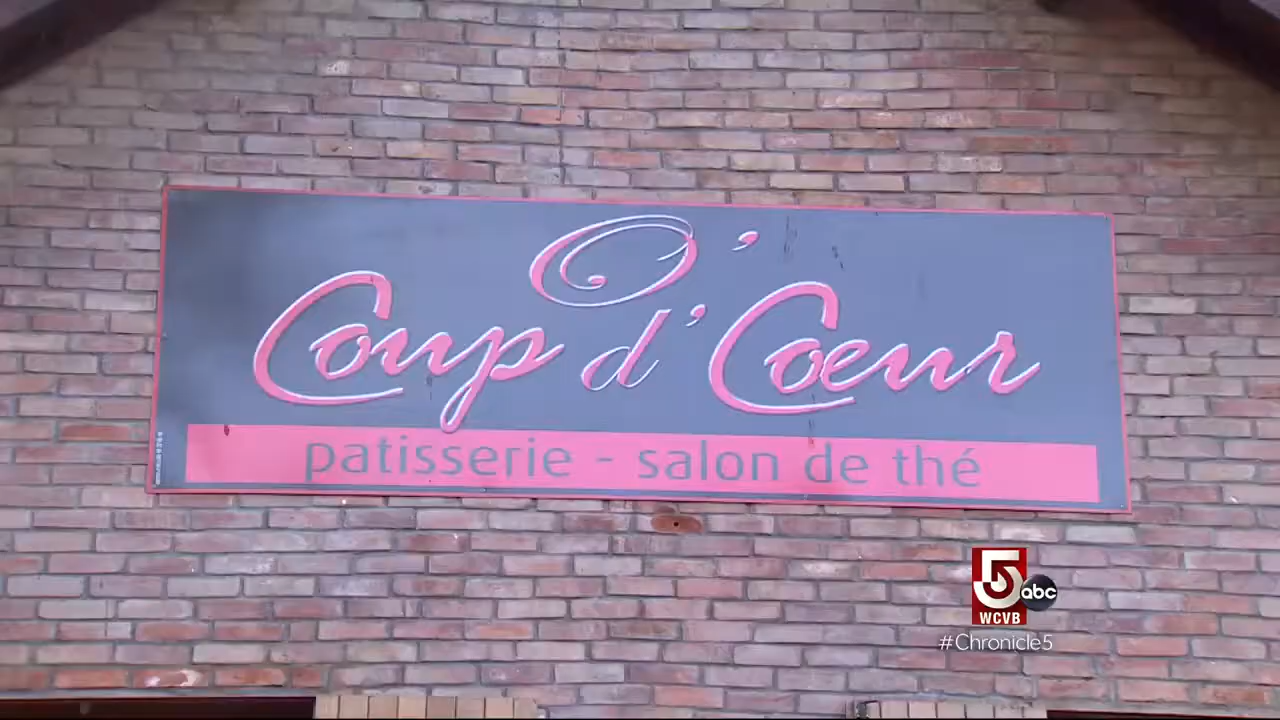 O'
Coup d'Coeur
patisserie - salon de thé
5
abc
WCVB
#Chronicle5